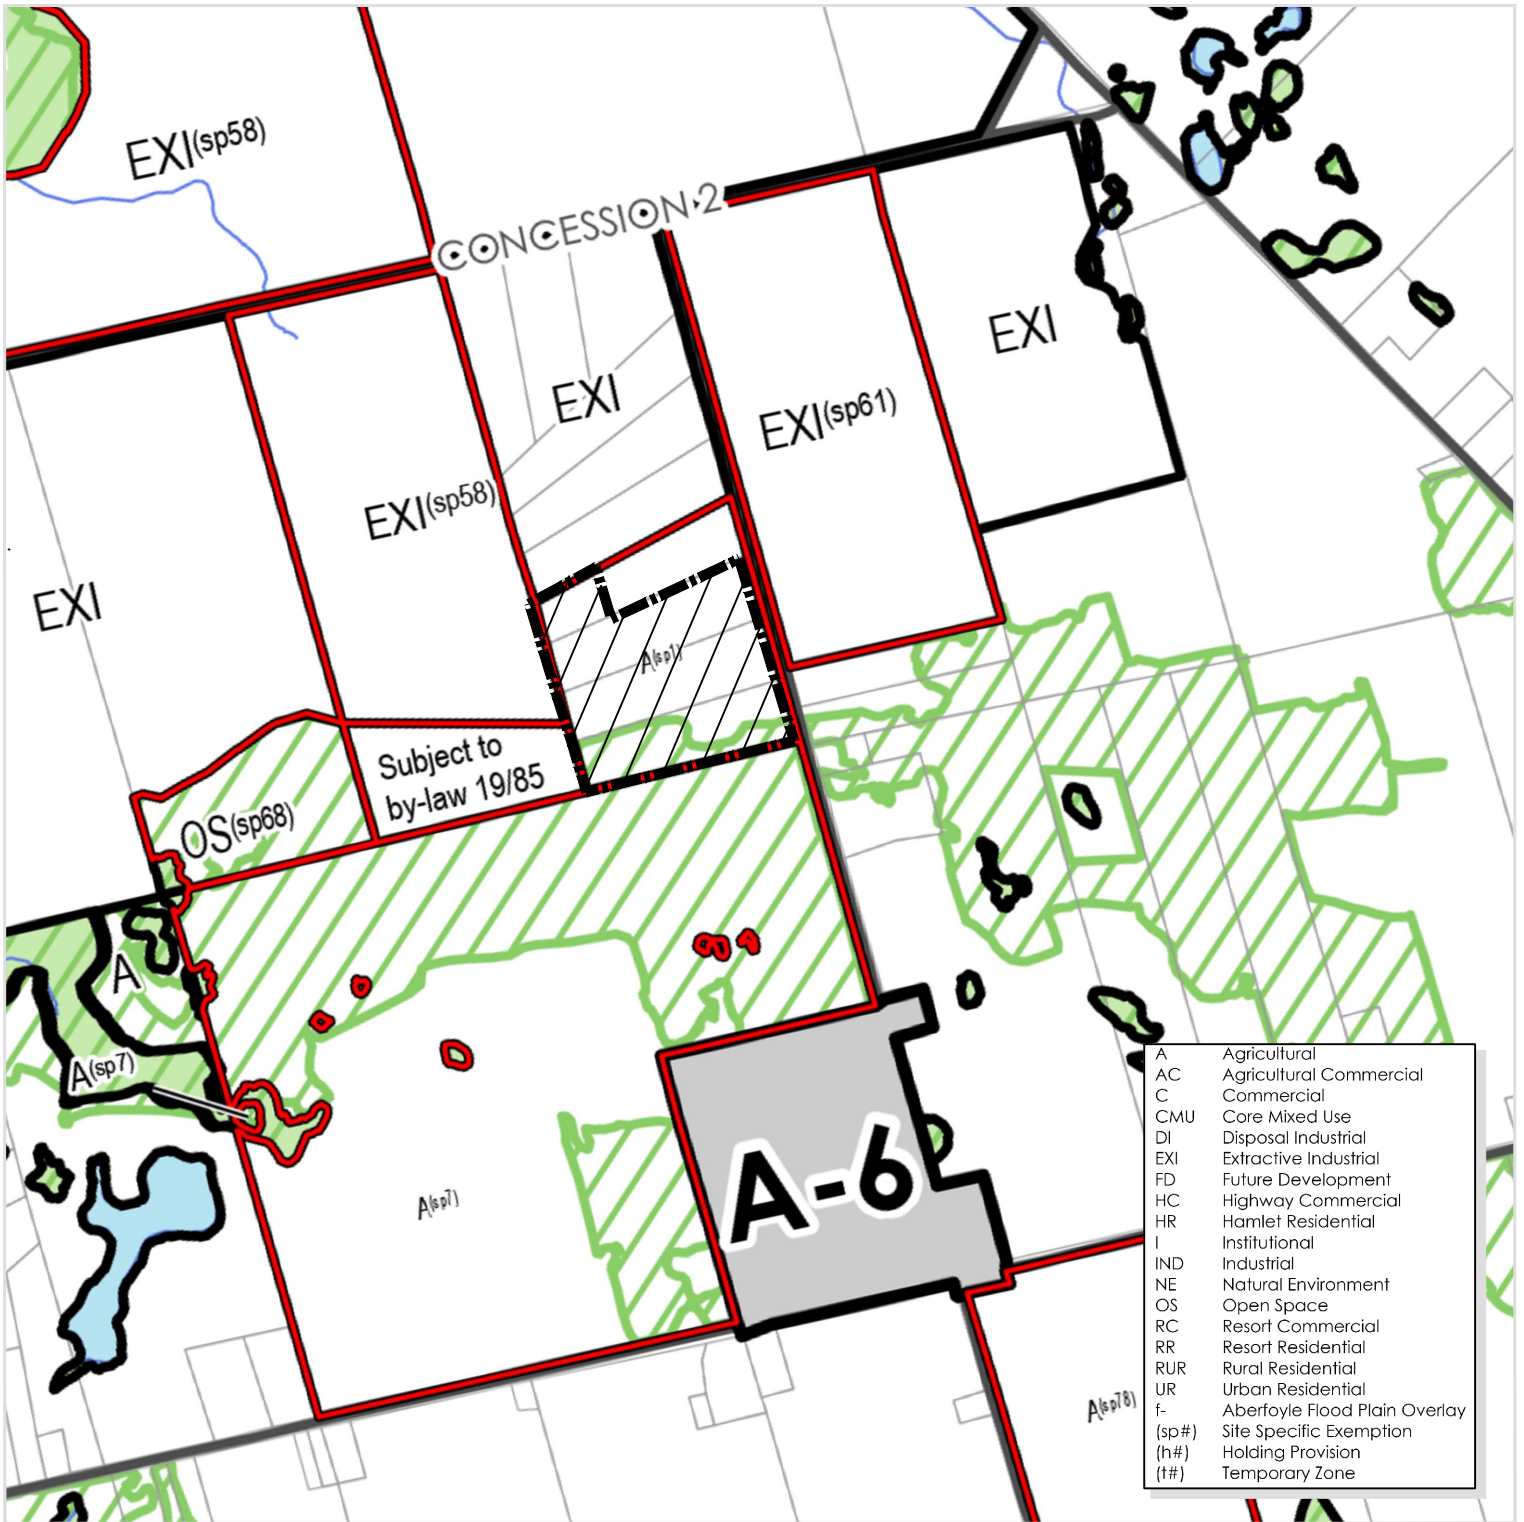 EXI(sp58)
CONCESSION 2
EXI
EXI
EXI(sp61)
EXI(sp58)
EXI
A(sp1)
Subject to
by-law 19/85
OS(sp68)
A
A(sp7)
A-6
A(sp7)
A(sp78)
A Agricultural
AC Agricultural Commercial
C Commercial
CMU Core Mixed Use
DI Disposal Industrial
EXI Extractive Industrial
FD Future Development
HC Highway Commercial
HR Hamlet Residential
I Institutional
IND Industrial
NE Natural Environment
OS Open Space
RC Resort Commercial
RR Resort Residential
RUR Rural Residential
UR Urban Residential
f- Aberfoyle Flood Plain Overlay
(sp#) Site Specific Exemption
(h#) Holding Provision
(t#) Temporary Zone